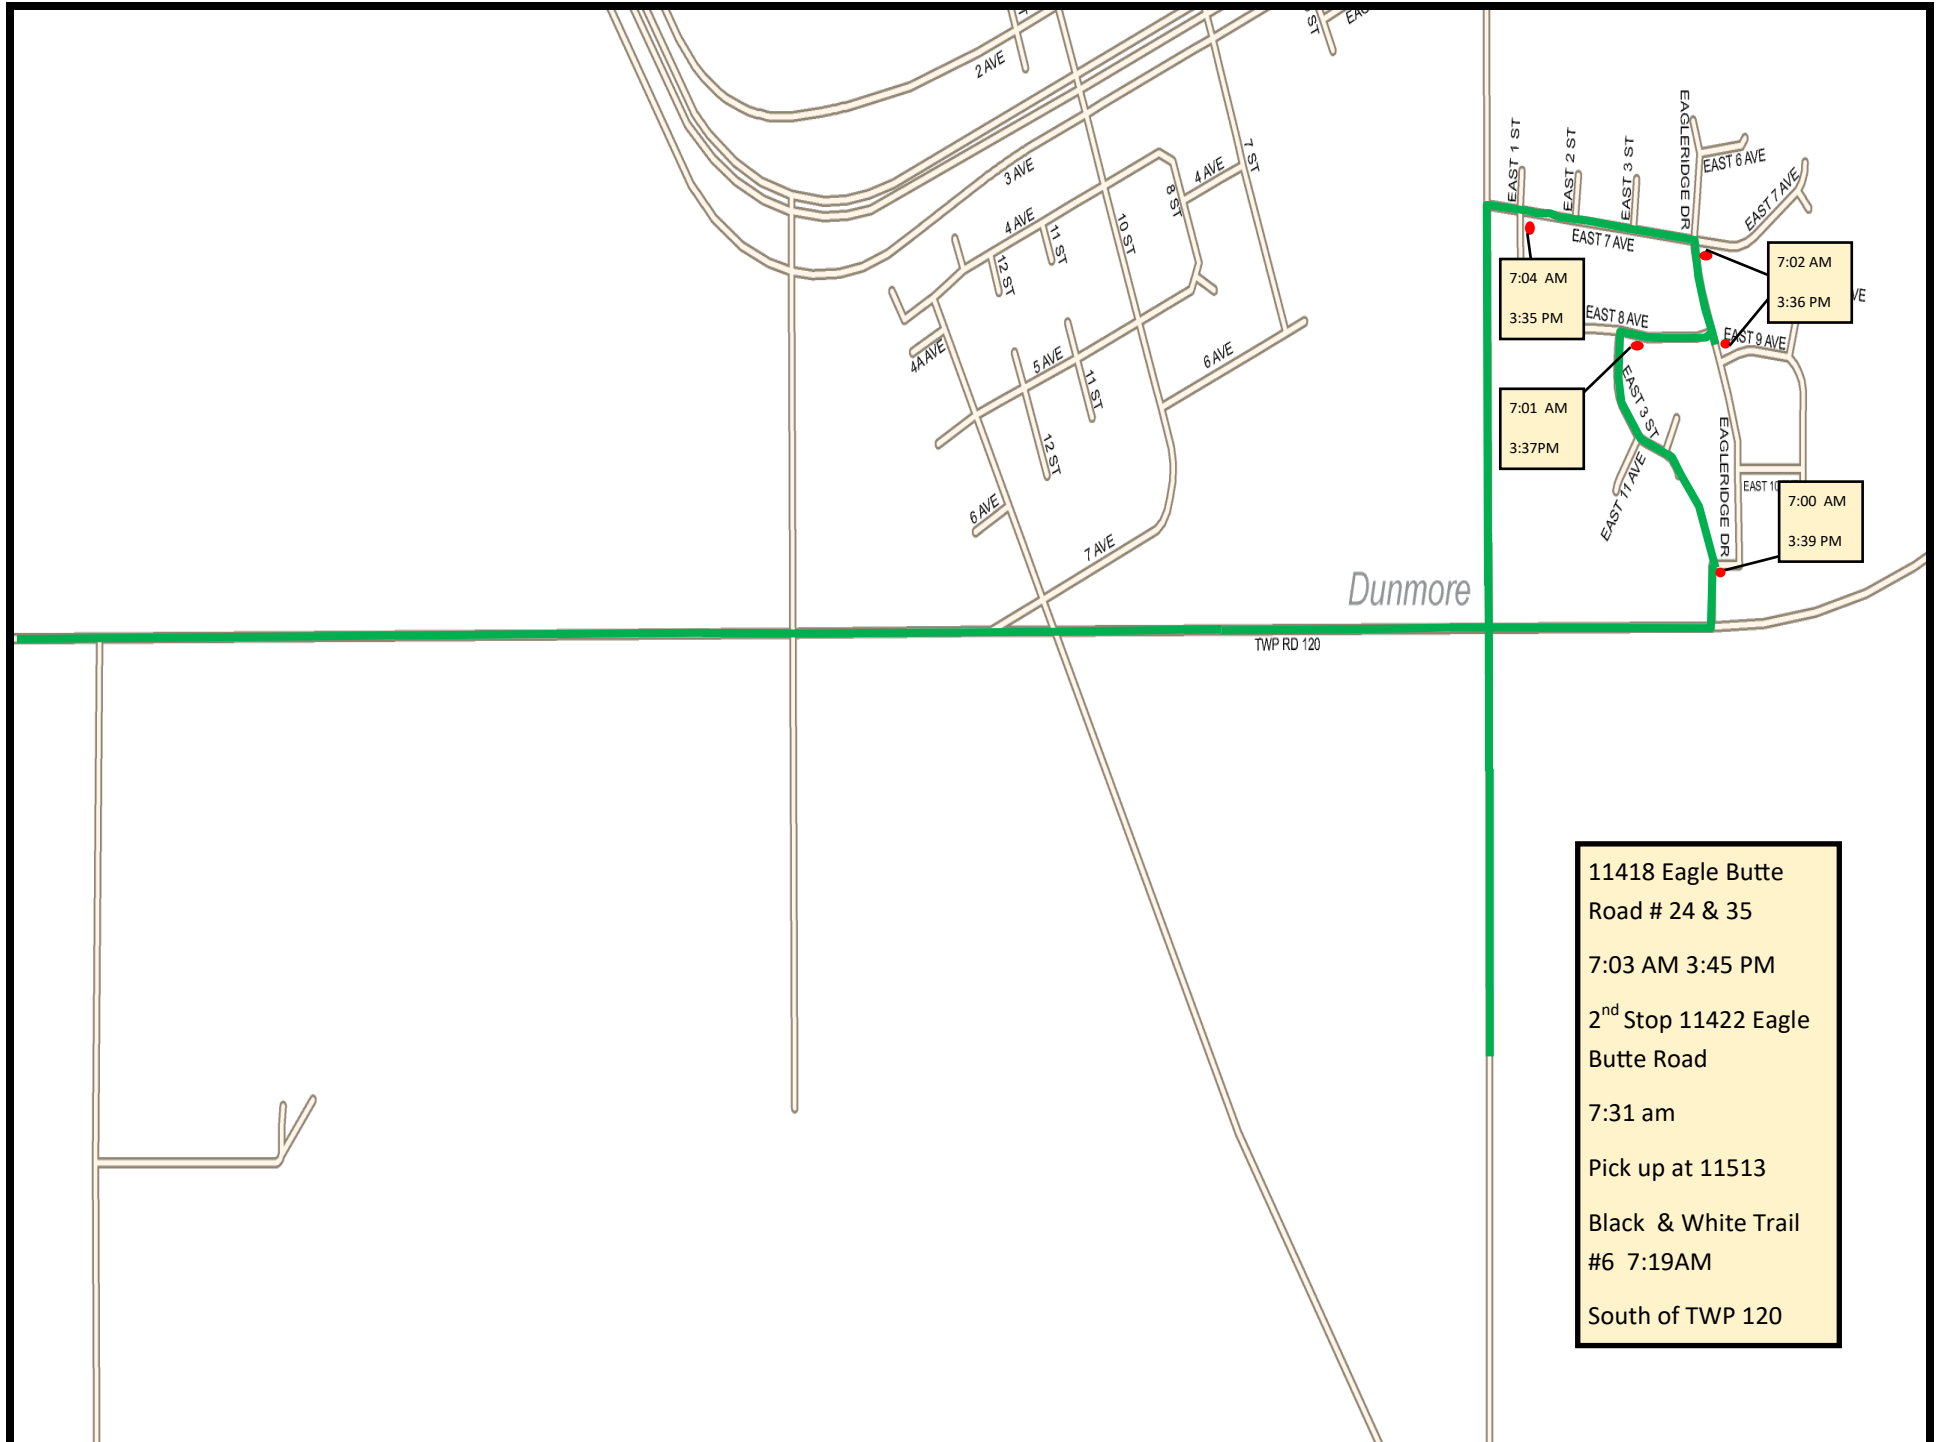 2 AVE
3 AVE
4 AVE
4 AVE
7 ST
8 ST
10 ST
11 ST
12 ST
4A AVE
5 AVE
11 ST
6 AVE
12 ST
6 AVE
7 AVE
EAST 1 ST
EAST 2 ST
EAST 3 ST
EAGLERIDGE DR
EAST 6 AVE
EAST 7 AVE
EAST 7 AVE
7:04 AM
3:35 PM
7:02 AM
3:36 PM
VE
EAST 8 AVE
EAST 9 AVE
7:01 AM
3:37PM
EAST 3 ST
EAST 11 AVE
EAGLERIDGE DR
EAST 10
7:00 AM
3:39 PM
Dunmore
TWP RD 120
11418 Eagle Butte
Road # 24 & 35
7:03 AM 3:45 PM
2nd Stop 11422 Eagle
Butte Road
7:31 am
Pick up at 11513
Black & White Trail
#6 7:19AM
South of TWP 120